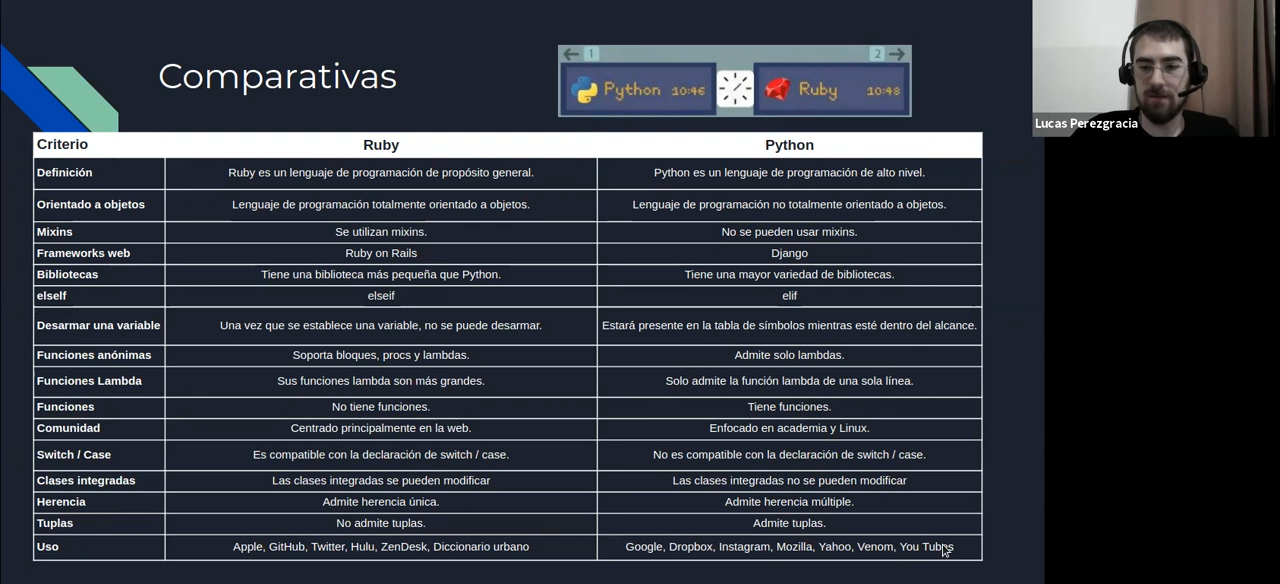 Comparativas
1
2
Python 10:46
Ruby 10:48
Lucas Perezgracia
Criterio Ruby Python
Definición Ruby es un lenguaje de programación de propósito general. Python es un lenguaje de programación de alto nivel.
Orientado a objetos Lenguaje de programación totalmente orientado a objetos. Lenguaje de programación no totalmente orientado a objetos.
Mixins Se utilizan mixins. No se pueden usar mixins.
Frameworks web Ruby on Rails Django
Bibliotecas Tiene una biblioteca más pequeña que Python. Tiene una mayor variedad de bibliotecas.
elself elseif elif
Desarmar una variable Una vez que se establece una variable, no se puede desarmar. Estará presente en la tabla de símbolos mientras esté dentro del alcance.
Funciones anónimas Soporta bloques, procs y lambdas. Admite solo lambdas.
Funciones Lambda Sus funciones lambda son más grandes. Solo admite la función lambda de una sola línea.
Funciones No tiene funciones. Tiene funciones.
Comunidad Centrado principalmente en la web. Enfocado en academia y Linux.
Switch / Case Es compatible con la declaración de switch / case. No es compatible con la declaración de switch / case.
Clases integradas Las clases integradas se pueden modificar Las clases integradas no se pueden modificar
Herencia Admite herencia única. Admite herencia múltiple.
Tuplas No admite tuplas. Admite tuplas.
Uso Apple, GitHub, Twitter, Hulu, ZenDesk, Diccionario urbano Google, Dropbox, Instagram, Mozilla, Yahoo, Venom, You Tubes